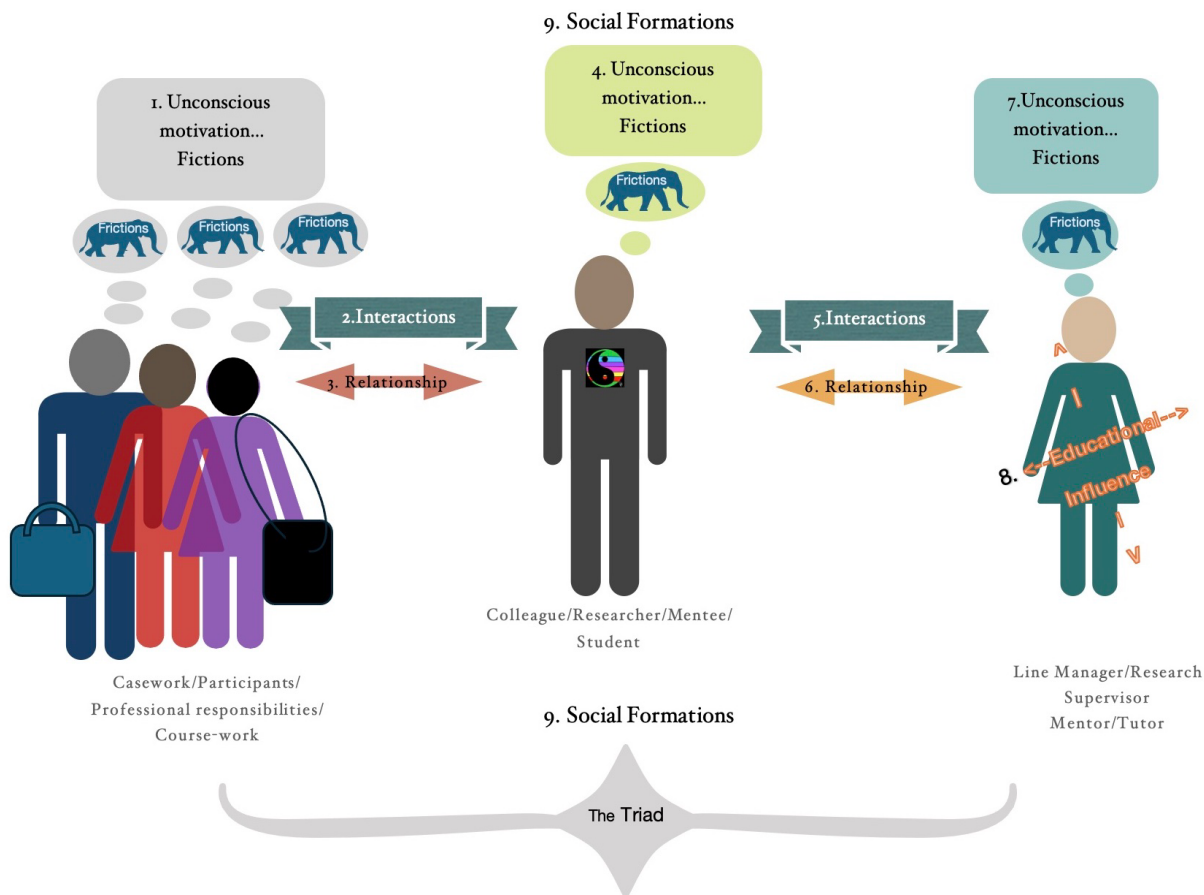 9. Social Formations
1. Unconscious
motivation...
Fictions
4. Unconscious
motivation...
Fictions
7.Unconscious
motivation...
Fictions
Frictions
Frictions
Frictions
Frictions
Frictions
2.Interactions
3. Relationship
5.Interactions
6. Relationship
< I
8. <--Educational-->
Influence
I
V
Colleague/Researcher/Mentee/
Student
Casework/Participants/
Professional responsibilities/
Course-work
Line Manager/Research
Supervisor
Mentor/Tutor
9. Social Formations
The Triad